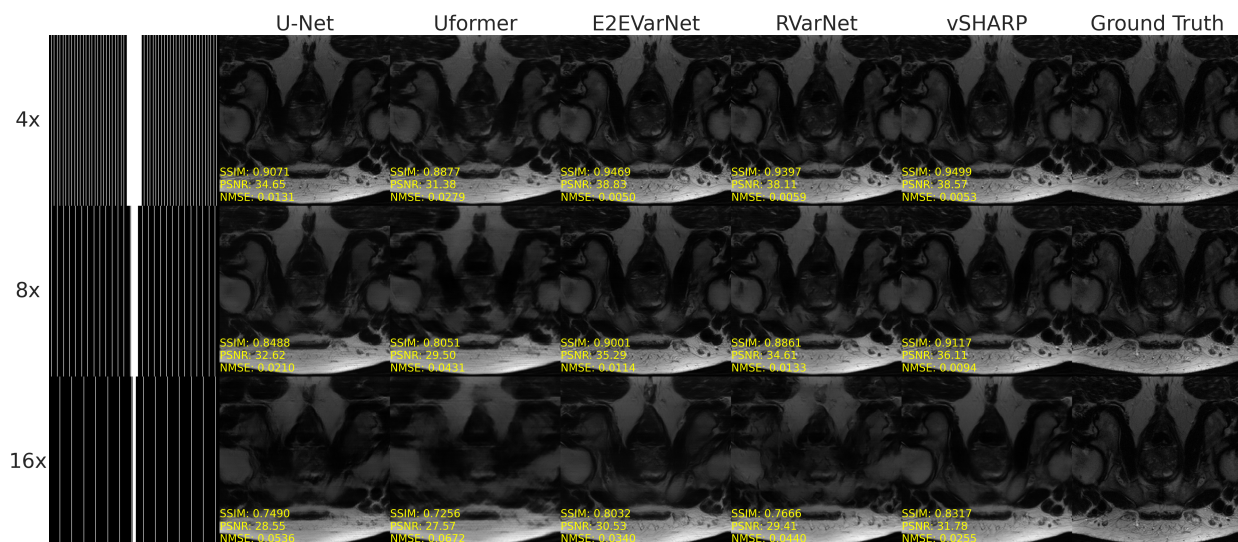 U-Net Uformer E2EVarNet RVarNet vSHARP Ground Truth
4x
SSIM: 0.9071 SSIM: 0.8877 SSIM: 0.9469 SSIM: 0.9397 SSIM: 0.9499
PSNR: 34.65 PSNR: 31.38 PSNR: 38.83 PSNR: 38.11 PSNR: 38.57
NMSE: 0.0131 NMSE: 0.0279 NMSE: 0.0050 NMSE: 0.0059 NMSE: 0.0053
8x
SSIM: 0.8488 SSIM: 0.8051 SSIM: 0.9001 SSIM: 0.8861 SSIM: 0.9117
PSNR: 32.62 PSNR: 29.50 PSNR: 35.29 PSNR: 34.61 PSNR: 36.11
NMSE: 0.0210 NMSE: 0.0431 NMSE: 0.0114 NMSE: 0.0133 NMSE: 0.0094
16x
SSIM: 0.7490 SSIM: 0.7256 SSIM: 0.8032 SSIM: 0.7666 SSIM: 0.8317
PSNR: 28.55 PSNR: 27.57 PSNR: 30.53 PSNR: 29.41 PSNR: 31.78
NMSE: 0.0536 NMSE: 0.0672 NMSE: 0.0340 NMSE: 0.0440 NMSE: 0.0255